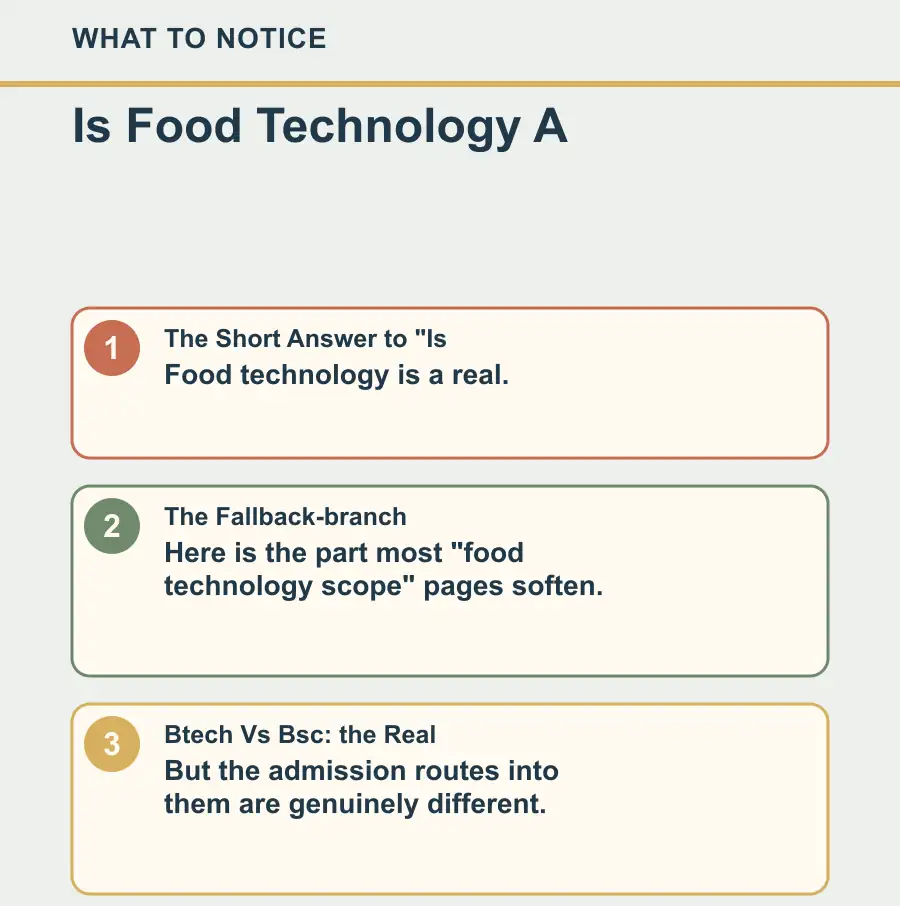 WHAT TO NOTICE
Is Food Technology A
1
The Short Answer to "Is
Food technology is a real.
2
The Fallback-branch
Here is the part most "food
technology scope" pages soften.
3
Btech Vs Bsc: the Real
But the admission routes into
them are genuinely different.